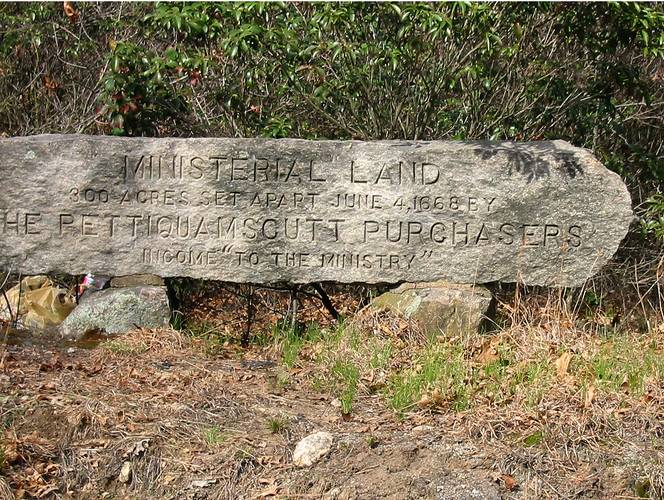 MINISTERIAL LAND
300 ACRES SET APART JUNE 4, 1668 BY
HE PETTIQUAMSCUTT PURCHASERS
INCOME "TO THE MINISTRY"